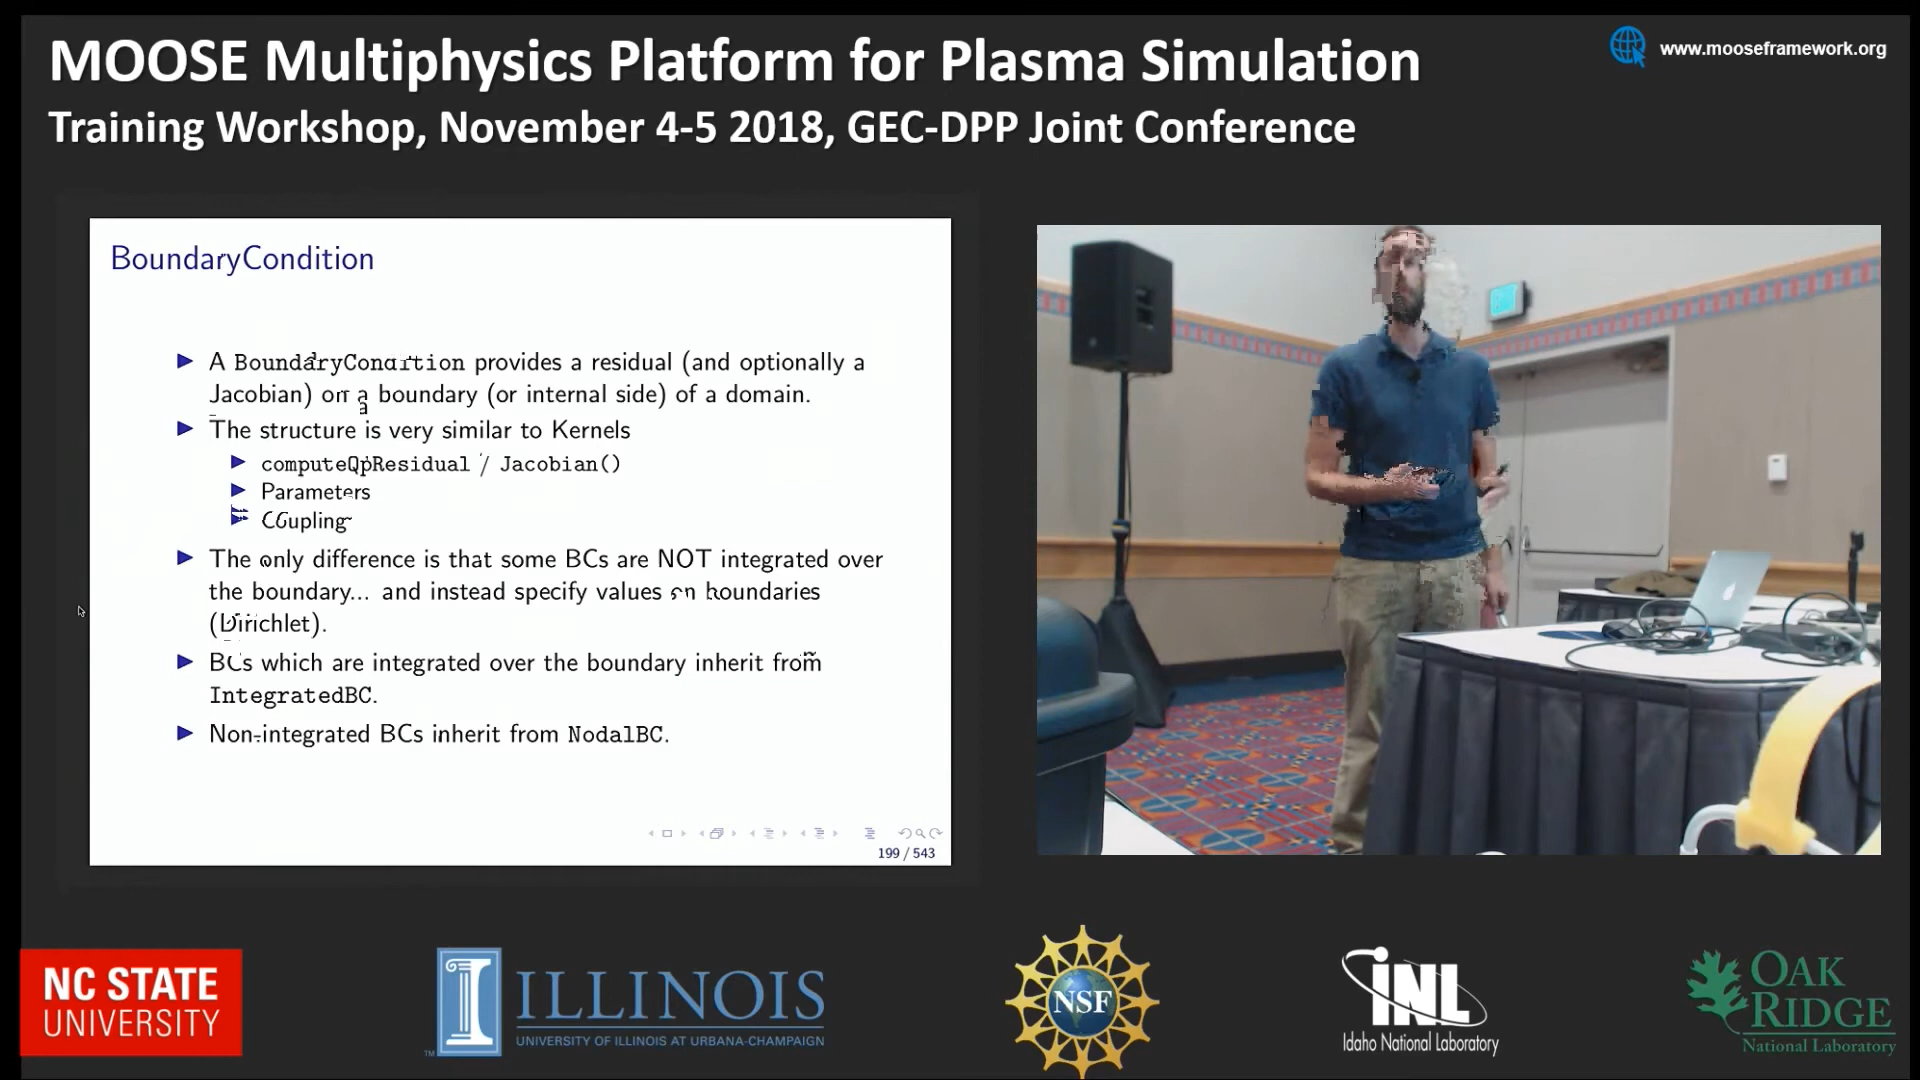 MOOSE Multiphysics Platform for Plasma Simulation
www.mooseframework.org
Training Workshop, November 4-5 2018, GEC-DPP Joint Conference
BoundaryCondition
A BoundaryCondition provides a residual (and optionally a
Jacobian) on a boundary (or internal side) of a domain.
The structure is very similar to Kernels
computeQpResidual / Jacobian()
Parameters
Coupling
The only difference is that some BCs are NOT integrated over
the boundary... and instead specify values on boundaries
(Dirichlet).
BCs which are integrated over the boundary inherit from
IntegratedBC.
Non-integrated BCs inherit from NodalBC.
199 / 543
NC STATE
UNIVERSITY
I ILLINOIS
UNIVERSITY OF ILLINOIS AT URBANA-CHAMPAIGN
TM
NSF
INL
Idaho National Laboratory
OAK
RIDGE
National Laboratory